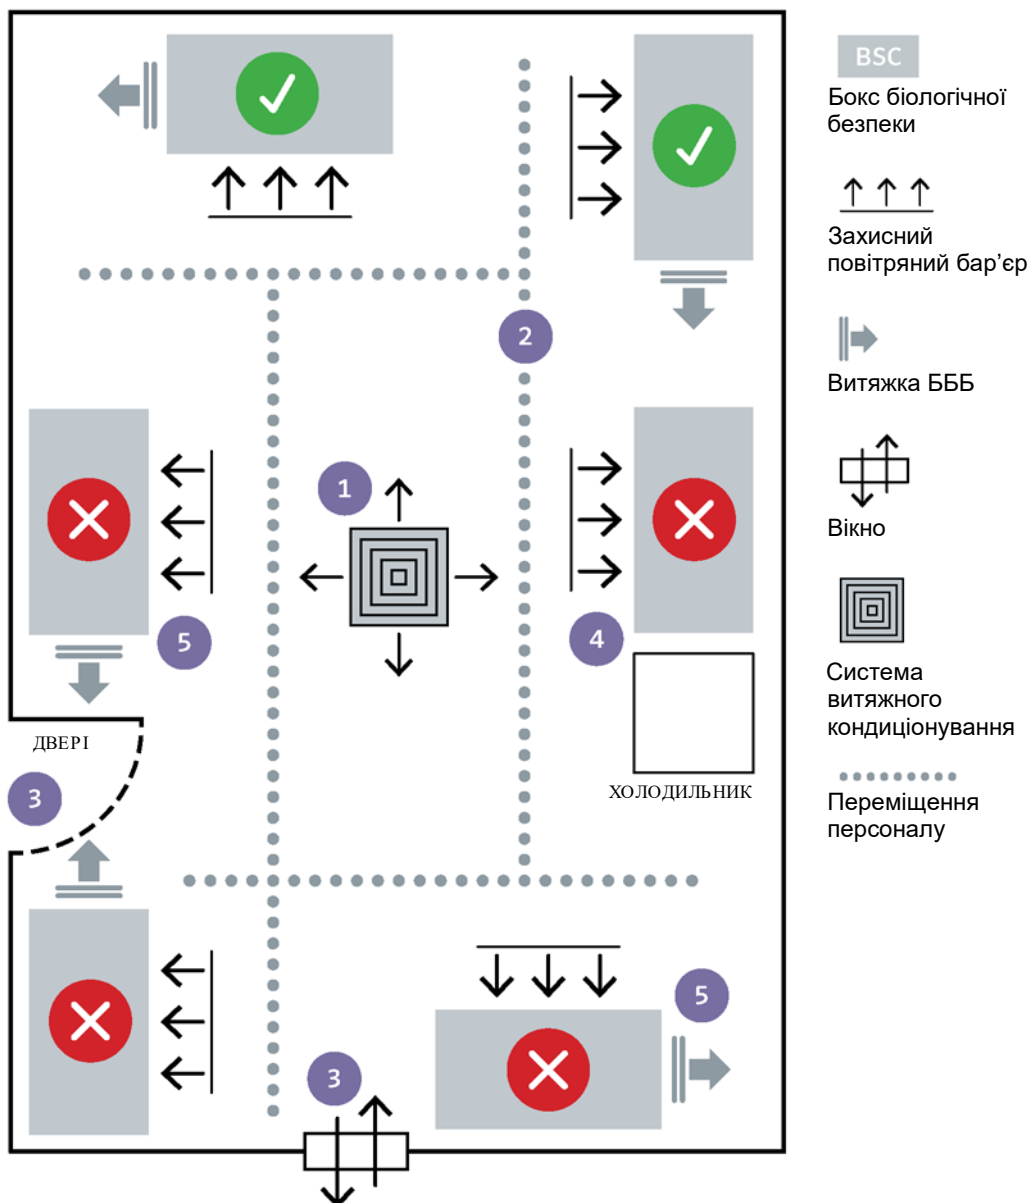 BSC
Бокс біологічної
безпеки
Захисний
повітряний бар’єр
2
Витяжка БББ
1
Вікно
5
4
Система
витяжного
кондиціонування
ДВЕРІ
3
ХОЛОДИЛЬНИК
Переміщення
персоналу
5
3